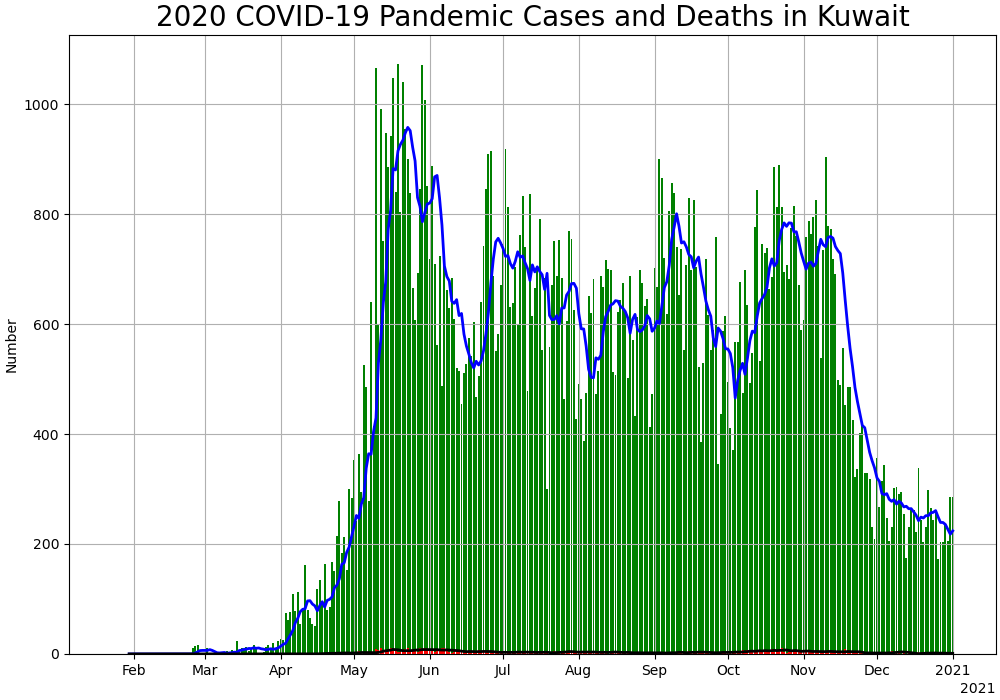 2020 COVID-19 Pandemic Cases and Deaths in Kuwait
Number
1000
800
600
400
200
0
Feb Mar Apr May Jun Jul Aug Sep Oct Nov Dec 2021
2021